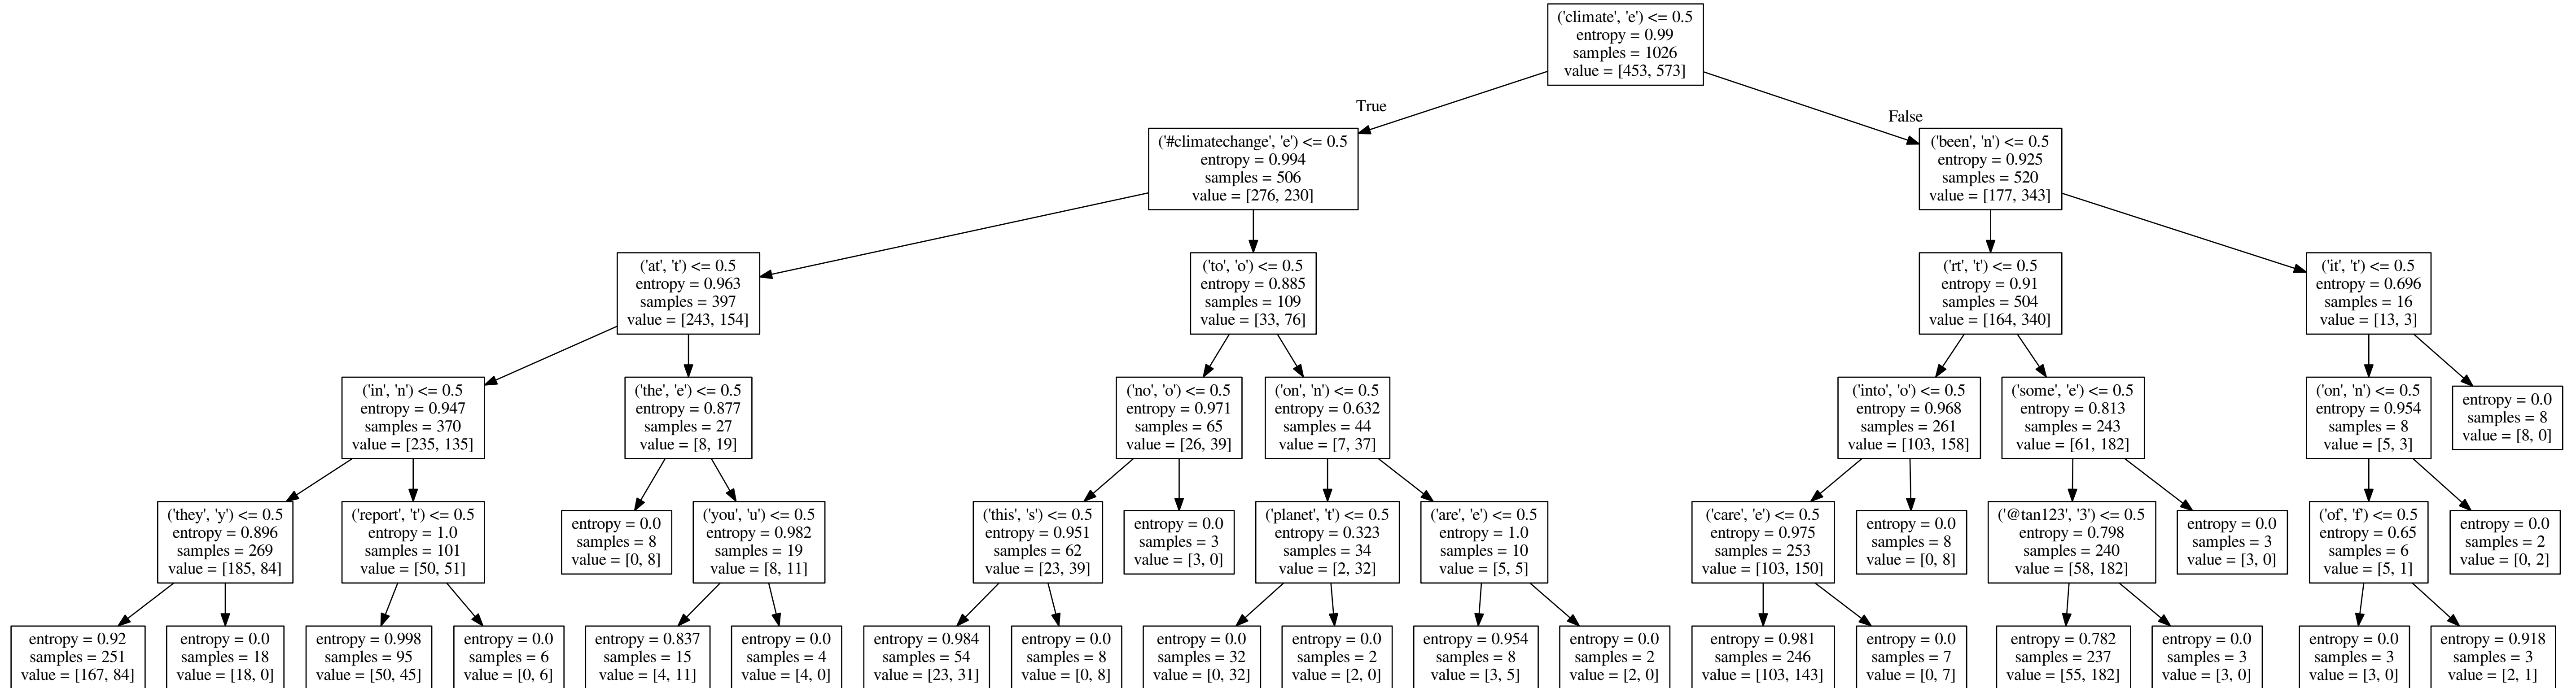 ('climate', 'e') <= 0.5
entropy = 0.99
samples = 1026
value = [453, 573]
True
False
('#climatechange', 'e') <= 0.5
entropy = 0.994
samples = 506
value = [276, 230]
('been', 'n') <= 0.5
entropy = 0.925
samples = 520
value = [177, 343]
('at', 't') <= 0.5
entropy = 0.963
samples = 397
value = [243, 154]
('to', 'o') <= 0.5
entropy = 0.885
samples = 109
value = [33, 76]
('rt', 't') <= 0.5
entropy = 0.91
samples = 504
value = [164, 340]
('it', 't') <= 0.5
entropy = 0.696
samples = 16
value = [13, 3]
('in', 'n') <= 0.5
entropy = 0.947
samples = 370
value = [235, 135]
('the', 'e') <= 0.5
entropy = 0.877
samples = 27
value = [8, 19]
('no', 'o') <= 0.5
entropy = 0.971
samples = 65
value = [26, 39]
('on', 'n') <= 0.5
entropy = 0.632
samples = 44
value = [7, 37]
('into', 'o') <= 0.5
entropy = 0.968
samples = 261
value = [103, 158]
('some', 'e') <= 0.5
entropy = 0.813
samples = 243
value = [61, 182]
('on', 'n') <= 0.5
entropy = 0.954
samples = 8
value = [5, 3]
entropy = 0.0
samples = 8
value = [8, 0]
('they', 'y') <= 0.5
entropy = 0.896
samples = 269
value = [185, 84]
('report', 't') <= 0.5
entropy = 1.0
samples = 101
value = [50, 51]
entropy = 0.0
samples = 8
value = [0, 8]
('you', 'u') <= 0.5
entropy = 0.982
samples = 19
value = [8, 11]
('this', 's') <= 0.5
entropy = 0.951
samples = 62
value = [23, 39]
entropy = 0.0
samples = 3
value = [3, 0]
('planet', 't') <= 0.5
entropy = 0.323
samples = 34
value = [2, 32]
('are', 'e') <= 0.5
entropy = 1.0
samples = 10
value = [5, 5]
('care', 'e') <= 0.5
entropy = 0.975
samples = 253
value = [103, 150]
entropy = 0.0
samples = 8
value = [0, 8]
('@tan123', '3') <= 0.5
entropy = 0.798
samples = 240
value = [58, 182]
entropy = 0.0
samples = 3
value = [3, 0]
('of', 'f') <= 0.5
entropy = 0.65
samples = 6
value = [5, 1]
entropy = 0.0
samples = 2
value = [0, 2]
entropy = 0.92
samples = 251
value = [167, 84]
entropy = 0.0
samples = 18
value = [18, 0]
entropy = 0.998
samples = 95
value = [50, 45]
entropy = 0.0
samples = 6
value = [0, 6]
entropy = 0.837
samples = 15
value = [4, 11]
entropy = 0.0
samples = 4
value = [4, 0]
entropy = 0.984
samples = 54
value = [23, 31]
entropy = 0.0
samples = 8
value = [0, 8]
entropy = 0.0
samples = 32
value = [0, 32]
entropy = 0.0
samples = 2
value = [2, 0]
entropy = 0.954
samples = 8
value = [3, 5]
entropy = 0.0
samples = 2
value = [2, 0]
entropy = 0.981
samples = 246
value = [103, 143]
entropy = 0.0
samples = 7
value = [0, 7]
entropy = 0.782
samples = 237
value = [55, 182]
entropy = 0.0
samples = 3
value = [3, 0]
entropy = 0.0
samples = 3
value = [3, 0]
entropy = 0.918
samples = 3
value = [2, 1]